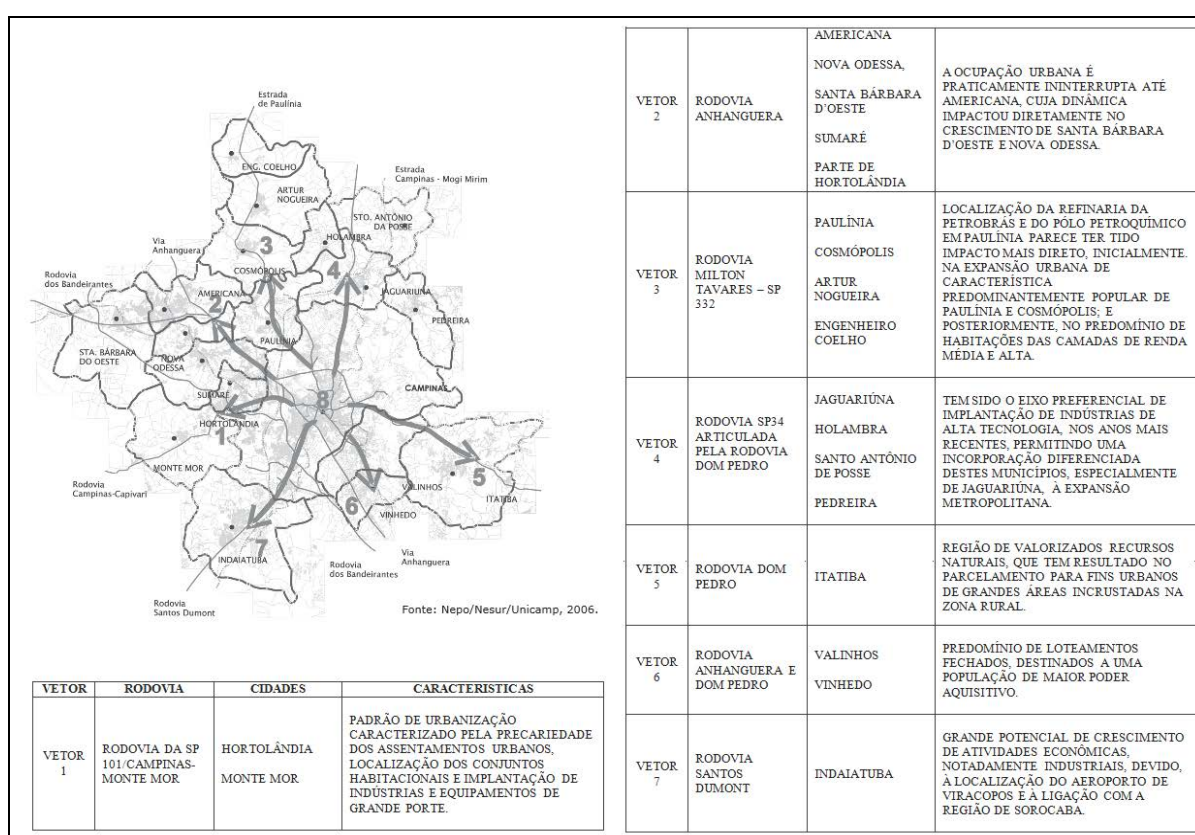 Estrada
de Paulínia
ENG. COELHO
Estrada
Campinas - Mogi Mirim
ARTUR
NOGUEIRA
STO. ANTÔNIO
DA POSSE
HOLAMBRA
Via
Anhanguera
3
4
Rodovia
dos Bandeirantes
COSMÓPOLIS
AMERICANA
JAGUARIUNA
2
PEDREIRA
PAULÍNIA
STA. BÁRBARA
DO OESTE
NOVA
ODESSA
CAMPINAS
SUMARÉ
8
HORTOLÂNDIA
1
MONTE MOR
VALINHOS
5
ITATIBA
Rodovia
Campinas-Capivari
6
VINHEDO
7
INDAIATUBA
Rodovia
dos Bandeirantes
Via
Anhanguera
Rodovia
Santos Dumont
Fonte: Nepo/Nesur/Unicamp, 2006.
VETOR RODOVIA CIDADES CARACTERISTICAS
VETOR
1
RODOVIA DA SP
101/CAMPINAS-
MONTE MOR
HORTOLÂNDIA
MONTE MOR
PADRÃO DE URBANIZAÇÃO
CARACTERIZADO PELA PRECARIEDADE
DOS ASSENTAMENTOS URBANOS,
LOCALIZAÇÃO DOS CONJUNTOS
HABITACIONAIS E IMPLANTAÇÃO DE
INDÚSTRIAS E EQUIPAMENTOS DE
GRANDE PORTE.
VETOR
2
RODOVIA
ANHANGUERA
AMERICANA
NOVA ODESSA,
SANTA BÁRBARA
D'OESTE
SUMARÉ
PARTE DE
HORTOLÂNDIA
A OCUPAÇÃO URBANA É
PRATICAMENTE ININTERRUPTA ATÉ
AMERICANA, CUJA DINÂMICA
IMPACTOU DIRETAMENTE NO
CRESCIMENTO DE SANTA BÁRBARA
D'OESTE E NOVA ODESSA.
VETOR
3
RODOVIA
MILTON
TAVARES – SP
332
PAULÍNIA
COSMÓPOLIS
ARTUR
NOGUEIRA
ENGENHEIRO
COELHO
LOCALIZAÇÃO DA REFINARIA DA
PETROBRÁS E DO PÓLO PETROQUÍMICO
EM PAULÍNIA PARECE TER TIDO
IMPACTO MAIS DIRETO, INICIALMENTE.
NA EXPANSÃO URBANA DE
CARACTERÍSTICA
PREDOMINANTEMENTE POPULAR DE
PAULÍNIA E COSMÓPOLIS; E
POSTERIORMENTE, NO PREDOMÍNIO DE
HABITAÇÕES DAS CAMADAS DE RENDA
MÉDIA E ALTA.
VETOR
4
RODOVIA SP34
ARTICULADA
PELA RODOVIA
DOM PEDRO
JAGUARIÚNA
HOLAMBRA
SANTO ANTÔNIO
DE POSSE
PEDREIRA
TEM SIDO O EIXO PREFERENCIAL DE
IMPLANTAÇÃO DE INDÚSTRIAS DE
ALTA TECNOLOGIA, NOS ANOS MAIS
RECENTES, PERMITINDO UMA
INCORPORAÇÃO DIFERENCIADA
DESTES MUNICÍPIOS, ESPECIALMENTE
DE JAGUARIÚNA, À EXPANSÃO
METROPOLITANA.
VETOR
5
RODOVIA DOM
PEDRO
ITATIBA
REGIÃO DE VALORIZADOS RECURSOS
NATURAIS, QUE TEM RESULTADO NO
PARCELAMENTO PARA FINS URBANOS
DE GRANDES ÁREAS INCRUSTADAS NA
ZONA RURAL.
VETOR
6
RODOVIA
ANHANGUERA E
DOM PEDRO
VALINHOS
VINHEDO
PREDOMÍNIO DE LOTEAMENTOS
FECHADOS, DESTINADOS A UMA
POPULAÇÃO DE MAIOR PODER
AQUISITIVO.
VETOR
7
RODOVIA
SANTOS
DUMONT
INDAIATUBA
GRANDE POTENCIAL DE CRESCIMENTO
DE ATIVIDADES ECONÔMICAS,
NOTADAMENTE INDUSTRIAIS, DEVIDO,
À LOCALIZAÇÃO DO AEROPORTO DE
VIRACOPOS E À LIGAÇÃO COM A
REGIÃO DE SOROCABA.